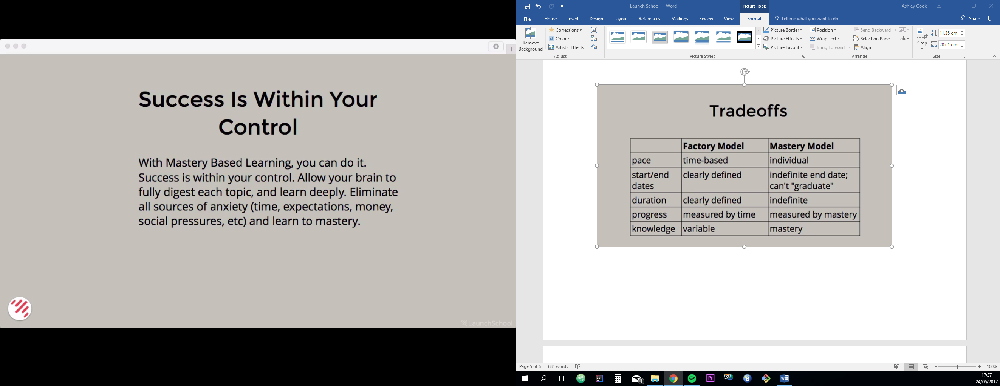 Success Is Within Your
Control
With Mastery Based Learning, you can do it.
Success is within your control. Allow your brain to
fully digest each topic, and learn deeply. Eliminate
all sources of anxiety (time, expectations, money,
social pressures, etc) and learn to mastery.
LaunchSchool
Launch School - Word
Picture Tools
Ashley Cook
File Home Insert Design Layout References Mailings Review View Format Tell me what you want to do Share
Remove
Background
Corrections
Color
Artistic Effects
Adjust
Picture Styles
Picture Border
Picture Effects
Picture Layout
Position
Wrap Text
Bring Forward
Send Backward
Selection Pane
Align
Arrange
Crop
11.35 cm
20.61 cm
Size
Tradeoffs
Factory Model Mastery Model
pace time-based individual
start/end clearly defined indefinite end date;
dates can't "graduate"
duration clearly defined indefinite
progress measured by time measured by mastery
knowledge variable mastery
Page 5 of 6 684 words 100%
IJ 1 Pr B W
17:27
24/06/2017